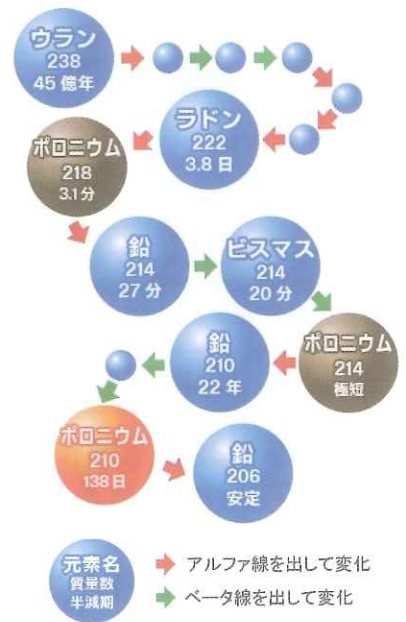 ウラン
238
45億年
ラドン
222
3.8日
ポロニウム
218
3.1分
鉛
214
27分
ビスマス
214
20分
鉛
210
22年
ポロニウム
214
極短
ポロニウム
210
138日
鉛
206
安定
元素名
質量数
半減期
アルファ線を出して変化
ベータ線を出して変化